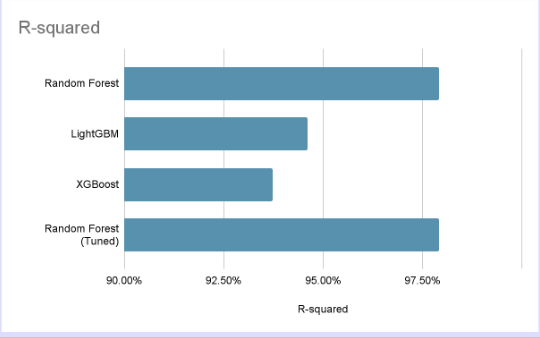 R-squared
Random Forest
LightGBM
XGBoost
Random Forest
(Tuned)
90.00% 92.50% 95.00% 97.50%
R-squared